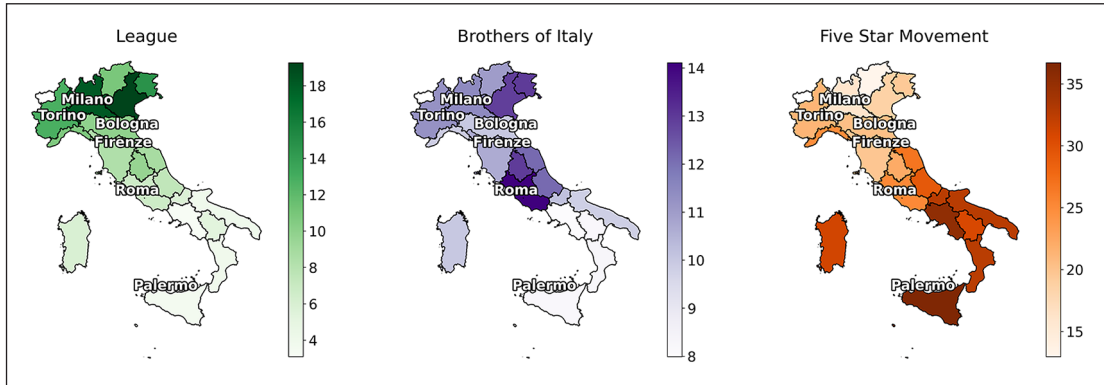 League
Milano
Torino
Bologna
Firenze
Roma
Palermo
18
16
14
12
10
8
6
4
Brothers of Italy
Milano
Torino
Bologna
Firenze
Roma
Palermo
14
13
12
11
10
9
8
Five Star Movement
Milano
Torino
Bologna
Firenze
Roma
Palermo
35
30
25
20
15